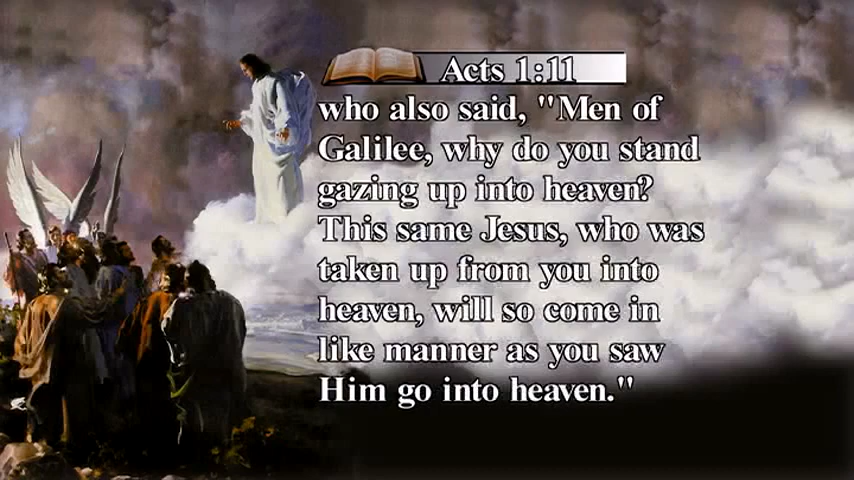 Acts 1:11
who also said, "Men of
Galilee, why do you stand
gazing up into heaven?
This same Jesus, who was
taken up from you into
heaven, will so come in
like manner as you saw
Him go into heaven."